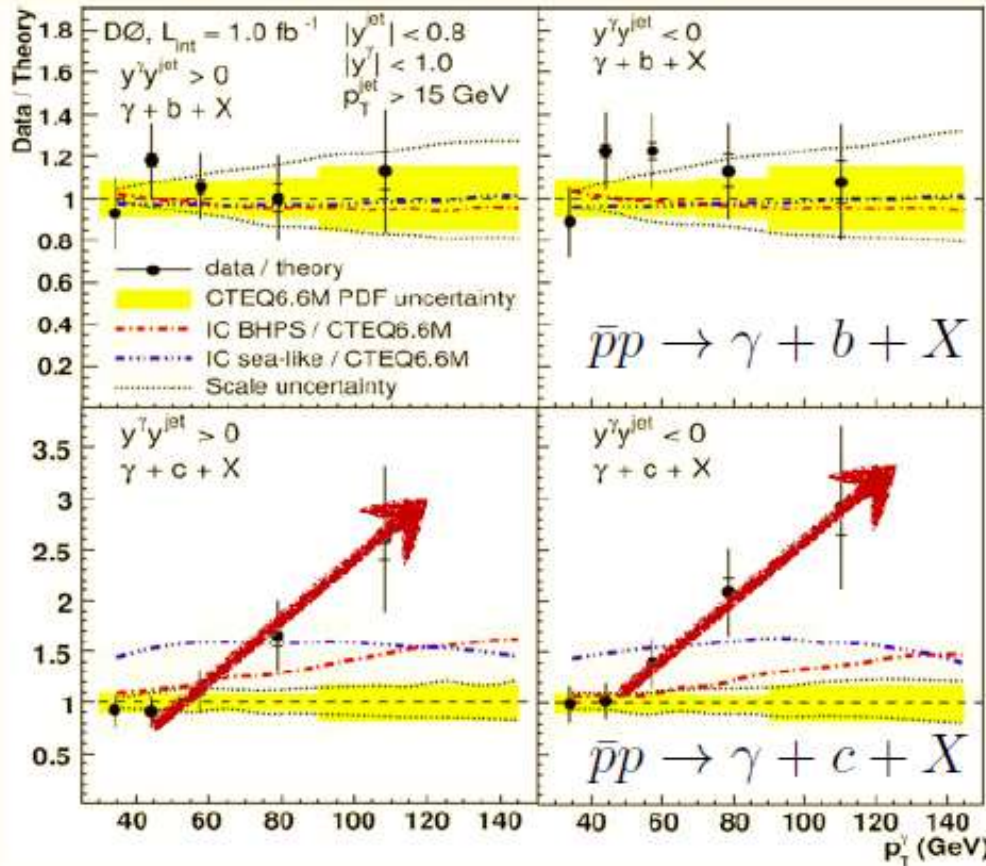 Data / Theory
1.8
1.6
1.4
1.2
1
0.8
0.6
0.4
0.2
DØ, L_int = 1.0 fb⁻¹
y^γ y^jet > 0
γ + b + X
|y^jet| < 0.8
|y^γ| < 1.0
p_T^jet > 15 GeV
data / theory
CTEQ6.6M PDF uncertainty
IC BHPS / CTEQ6.6M
IC sea-like / CTEQ6.6M
Scale uncertainty
y^γ y^jet < 0
γ + b + X
p̄p → γ + b + X
3.5
3
2.5
2
1.5
1
0.5
y^γ y^jet > 0
γ + c + X
y^γ y^jet < 0
γ + c + X
p̄p → γ + c + X
40 60 80 100 120 140
40 60 80 100 120 140
p_T^γ (GeV)